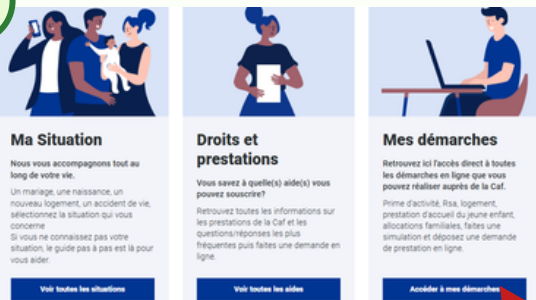 Ma Situation
Nous vous accompagnons tout au
long de votre vie.
Un mariage, une naissance, un
nouveau logement, un accident de vie,
sélectionnez la situation qui vous
concerne
Si vous ne connaissez pas votre
situation, le guide pas à pas est là pour
vous aider.
Voir toutes les situations
Droits et
prestations
Vous savez à quelle(s) aide(s) vous
pouvez souscrire?
Retrouvez toutes les informations sur
les prestations de la Caf et les
questions/réponses les plus
fréquentes puis faites une demande en
ligne.
Voir toutes les aides
Mes démarches
Retrouvez ici l'accès direct à toutes
les démarches en ligne que vous
pouvez réaliser auprès de la Caf.
Prime d'activité, Rsa, logement,
prestation d'accueil du jeune enfant,
allocations familiales, faites une
simulation et déposez une demande
de prestation en ligne.
Accéder à mes démarches